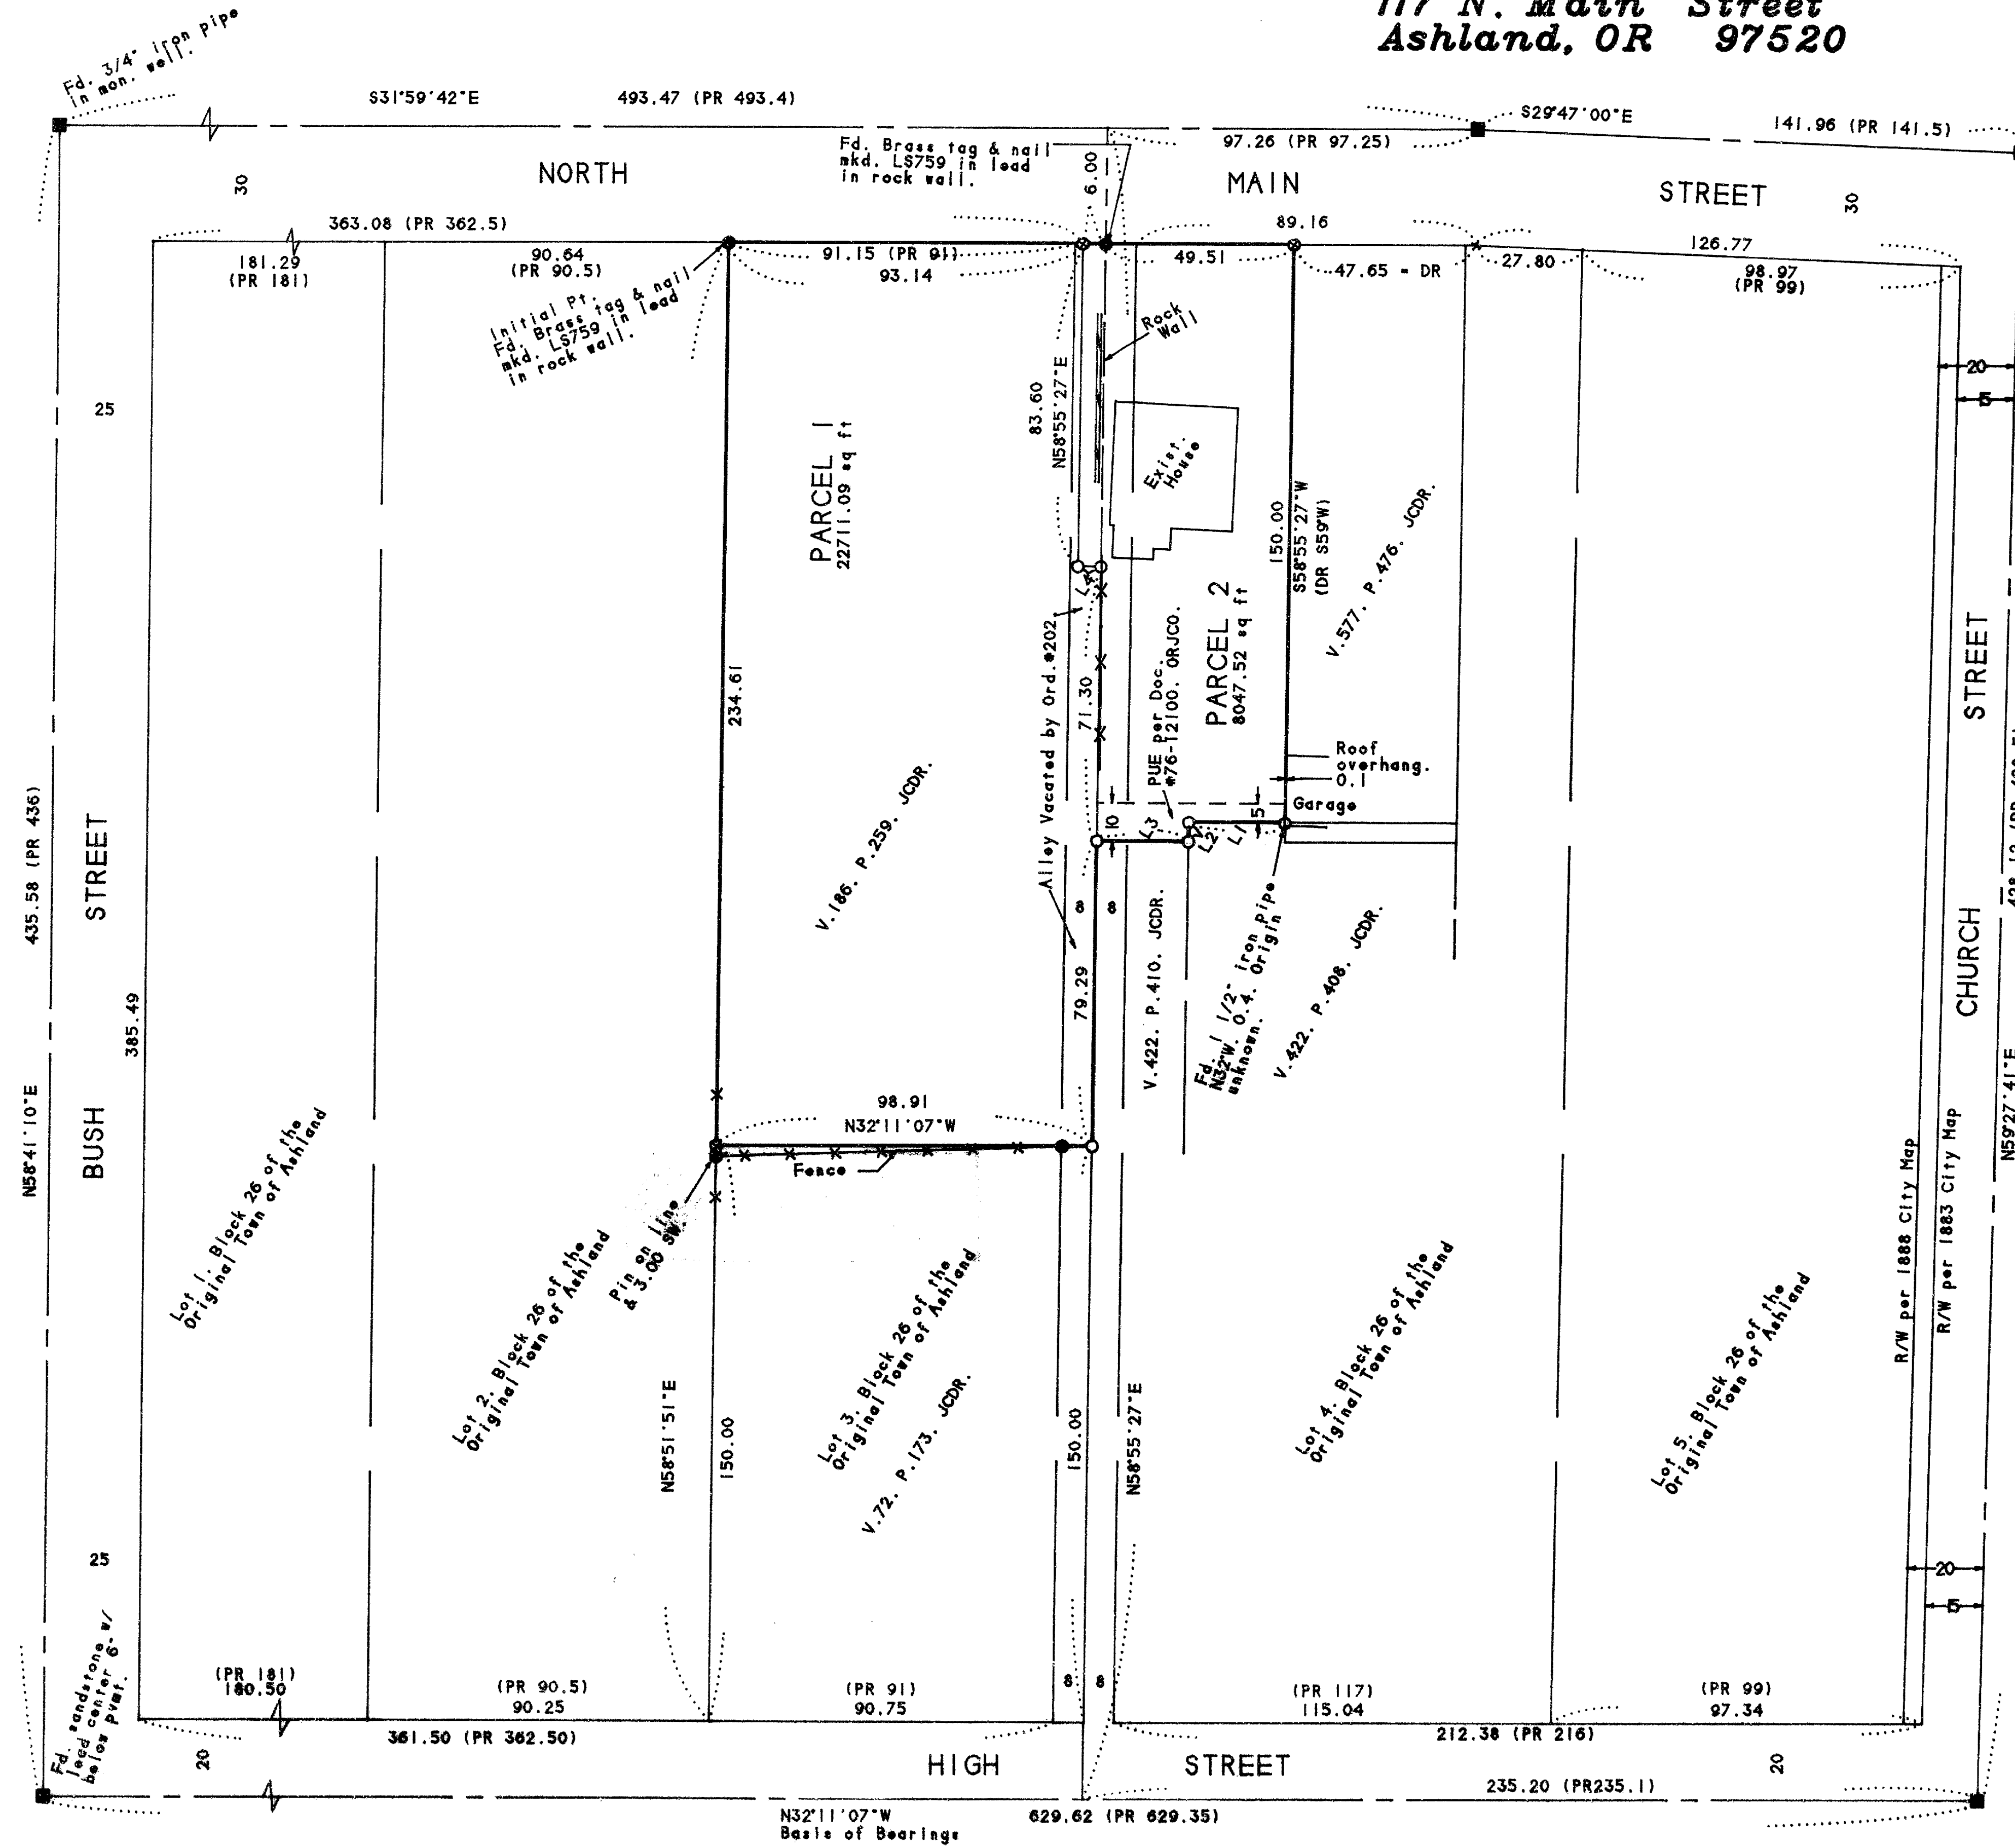 117 N. Main Street
Ashland, OR 97520
Fd. 3/4" iron pipe
in mon. well.
S31°59'42"E 493.47 (PR 493.4)
S29°47'00"E
141.96 (PR 141.5)
97.26 (PR 97.25)
Fd. Brass tag & nail
mkd. LS759 in lead
in rock wall.
6.00
NORTH MAIN STREET
30
30
363.08 (PR 362.5)
89.16
126.77
181.29
(PR 181)
90.64
(PR 90.5)
91.15 (PR 91)
93.14
49.51
47.65 = DR
27.80
98.97
(PR 99)
Initial Pt.
Fd. Brass tag & nail
mkd. LS759 in lead
in rock wall.
Rock
Wall
20
5
25
83.60
N58°55'27"E
PARCEL 1
22711.09 sq ft
Exist.
House
150.00
S58°55'27"W
(DR S59°W)
V.577. P.476. JCDR.
L4
PARCEL 2
8047.52 sq ft
Alley Vacated by Ord.#202
71.30
PUE per Doc.
#76-12100. ORJCO.
234.61
Roof
overhang.
0.1
Garage
10
5
L3
L2
L1
V.186. P.259. JCDR.
8
8
79.29
V.422. P.410. JCDR.
Fd. 1 1/2" iron pipe
N32°W. 0.4. Origin
unknown.
V.422. P.408. JCDR.
435.58 (PR 436)
N58°41'10"E
BUSH STREET
385.49
CHURCH STREET
N59°27'41"E
R/W per 1888 City Map
R/W per 1883 City Map
98.91
N32°11'07"W
Fence
Pin on line
& 3.00 SW.
Lot 1. Block 26 of the
Original Town of Ashland
Lot 2. Block 26 of the
Original Town of Ashland
Lot 3. Block 26 of the
Original Town of Ashland
V.72. P.173. JCDR.
Lot 4. Block 26 of the
Original Town of Ashland
Lot 5. Block 26 of the
Original Town of Ashland
N58°51'51"E
150.00
150.00
N58°55'27"E
25
20
5
Fd. sandstone w/
lead center 6"
below pvmt.
(PR 181)
180.50
(PR 90.5)
90.25
(PR 91)
90.75
8
8
(PR 117)
115.04
(PR 99)
97.34
361.50 (PR 362.50)
212.38 (PR 216)
20
20
HIGH STREET
235.20 (PR235.1)
N32°11'07"W 629.62 (PR 629.35)
Basis of Bearings